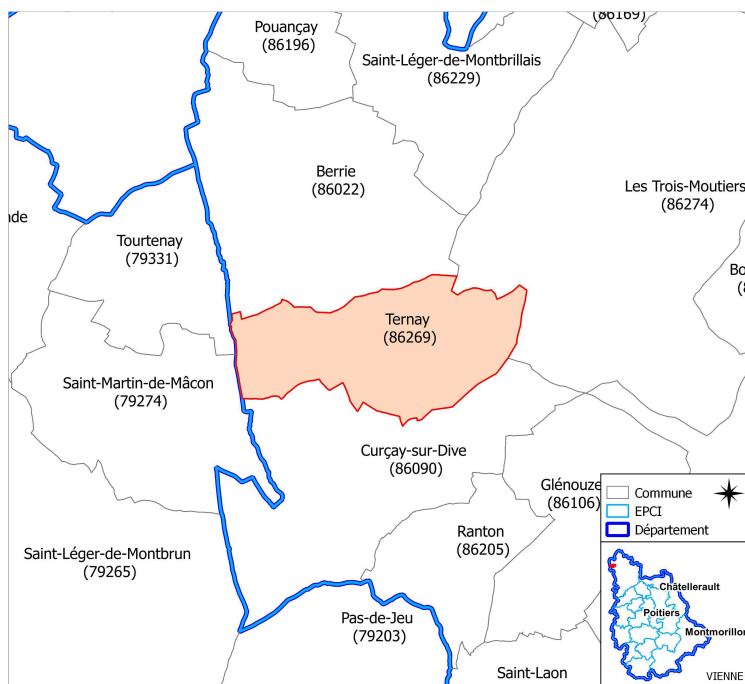 (86169)
Pouançay
(86196)
Saint-Léger-de-Montbrillais
(86229)
Berrie
(86022)
Les Trois-Moutiers
(86274)
nde
Tourtenay
(79331)
Bo
(8
Ternay
(86269)
Saint-Martin-de-Mâcon
(79274)
Curçay-sur-Dive
(86090)
Glénouze
(86106)
Ranton
(86205)
Saint-Léger-de-Montbrun
(79265)
Pas-de-Jeu
(79203)
Saint-Laon
Commune
EPCI
Département
Châtellerault
Poitiers
Montmorillon
VIENNE